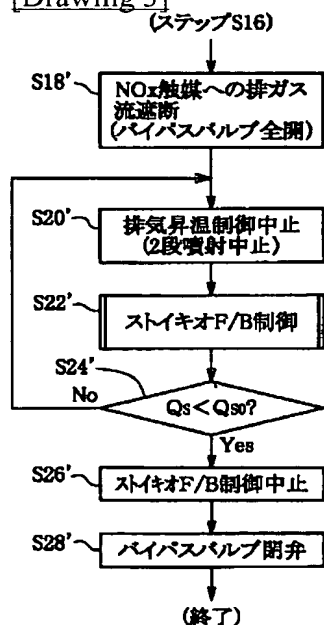 [Drawing 5]
(ステップS16)
S18'
NOx触媒への排ガス
流遮断
(バイパスバルブ全開)
S20'
排気昇温制御中止
(2段噴射中止)
S22'
ストイキオF/B制御
S24'
No
Qs<Qs0?
Yes
S26'
ストイキオF/B制御中止
S28'
バイパスバルブ閉弁
(終了)